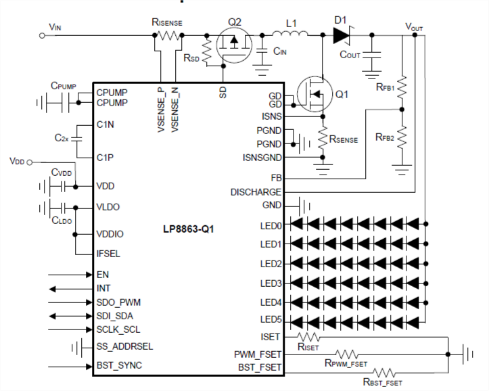 VIN
RISENSE
Q2
L1
D1
VOUT
RSD
CIN
COUT
RFB1
CPUMP
CPUMP
CPUMP
VSENSE_P
VSENSE_N
SD
GD
GD
Q1
C1N
ISNS
C2x
PGND
PGND
RSENSE
RFB2
C1P
ISNSGND
VDD
CVDD
FB
VDD
DISCHARGE
VLDO
GND
CLDO
LP8863-Q1
LED0
VDDIO
LED1
IFSEL
LED2
EN
LED3
INT
SDO_PWM
LED4
SDI_SDA
LED5
SCLK_SCL
ISET
RISET
SS_ADDRSEL
PWM_FSET
RPWM_FSET
BST_SYNC
BST_FSET
RBST_FSET